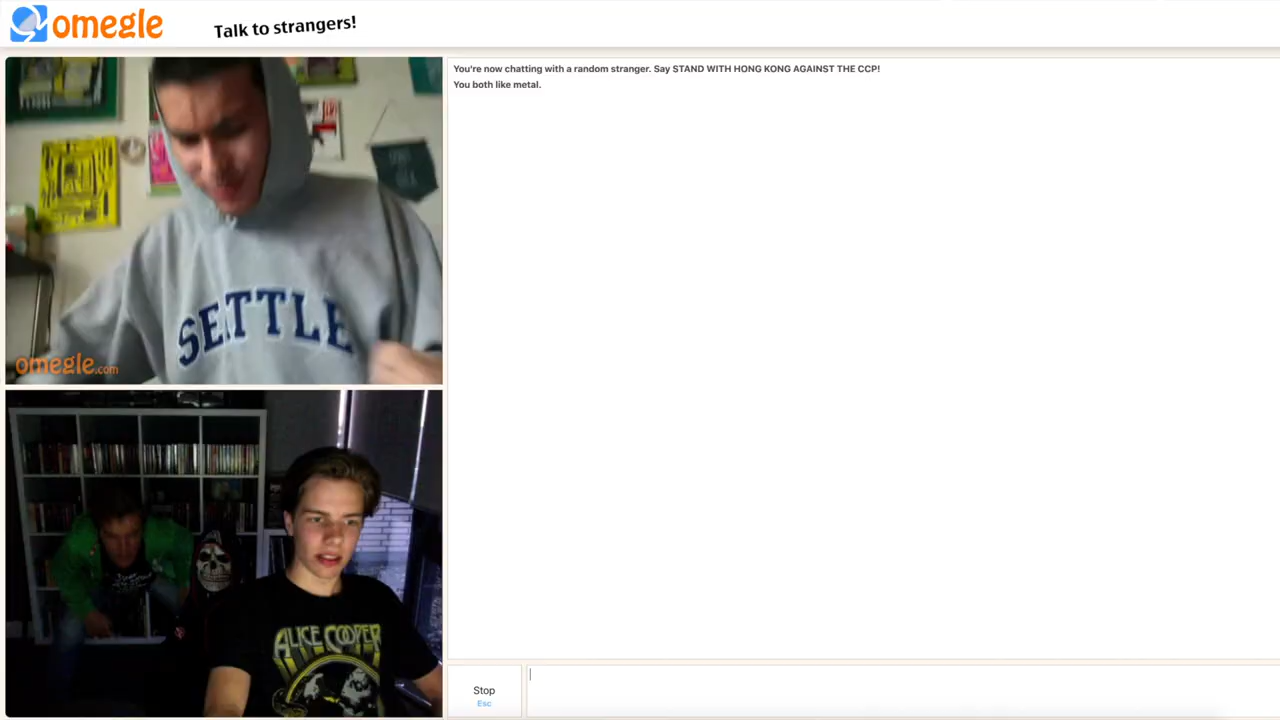 omegle
Talk to strangers!
You're now chatting with a random stranger. Say STAND WITH HONG KONG AGAINST THE CCP!
You both like metal.
SETTLE
omegle.com
ALICE COOPER
Stop
Esc